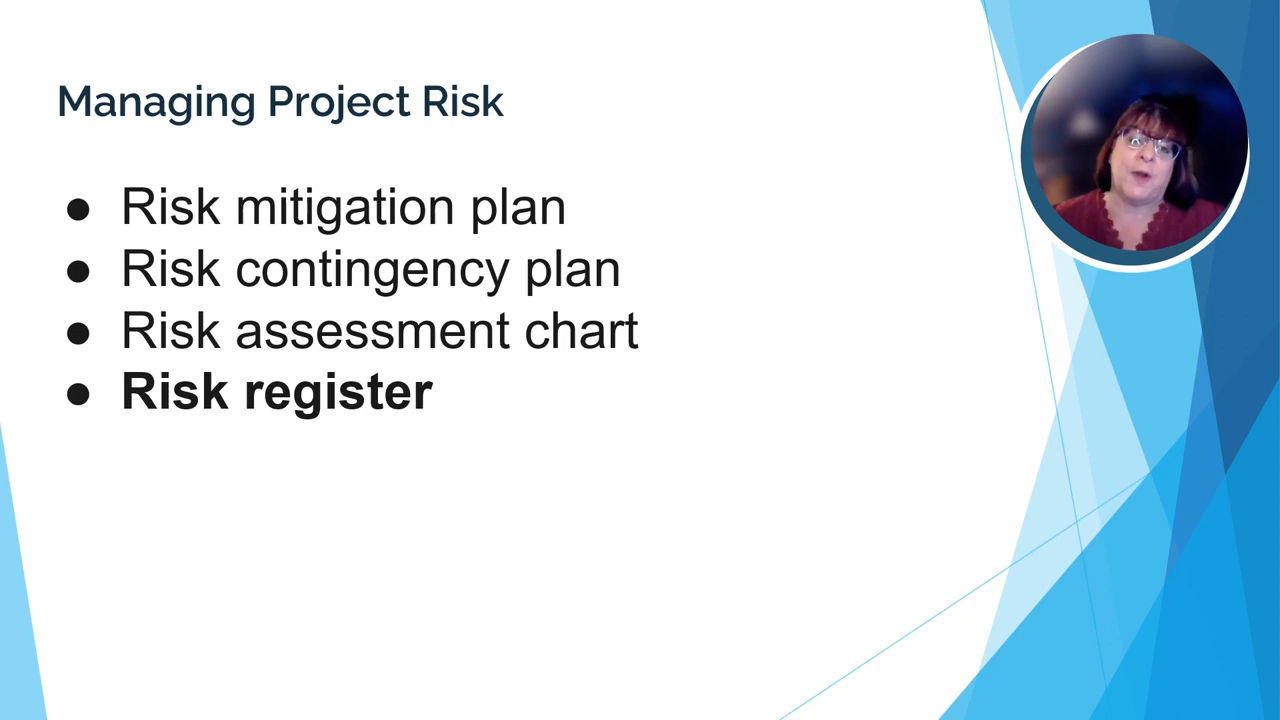 Managing Project Risk
● Risk mitigation plan
● Risk contingency plan
● Risk assessment chart
● Risk register